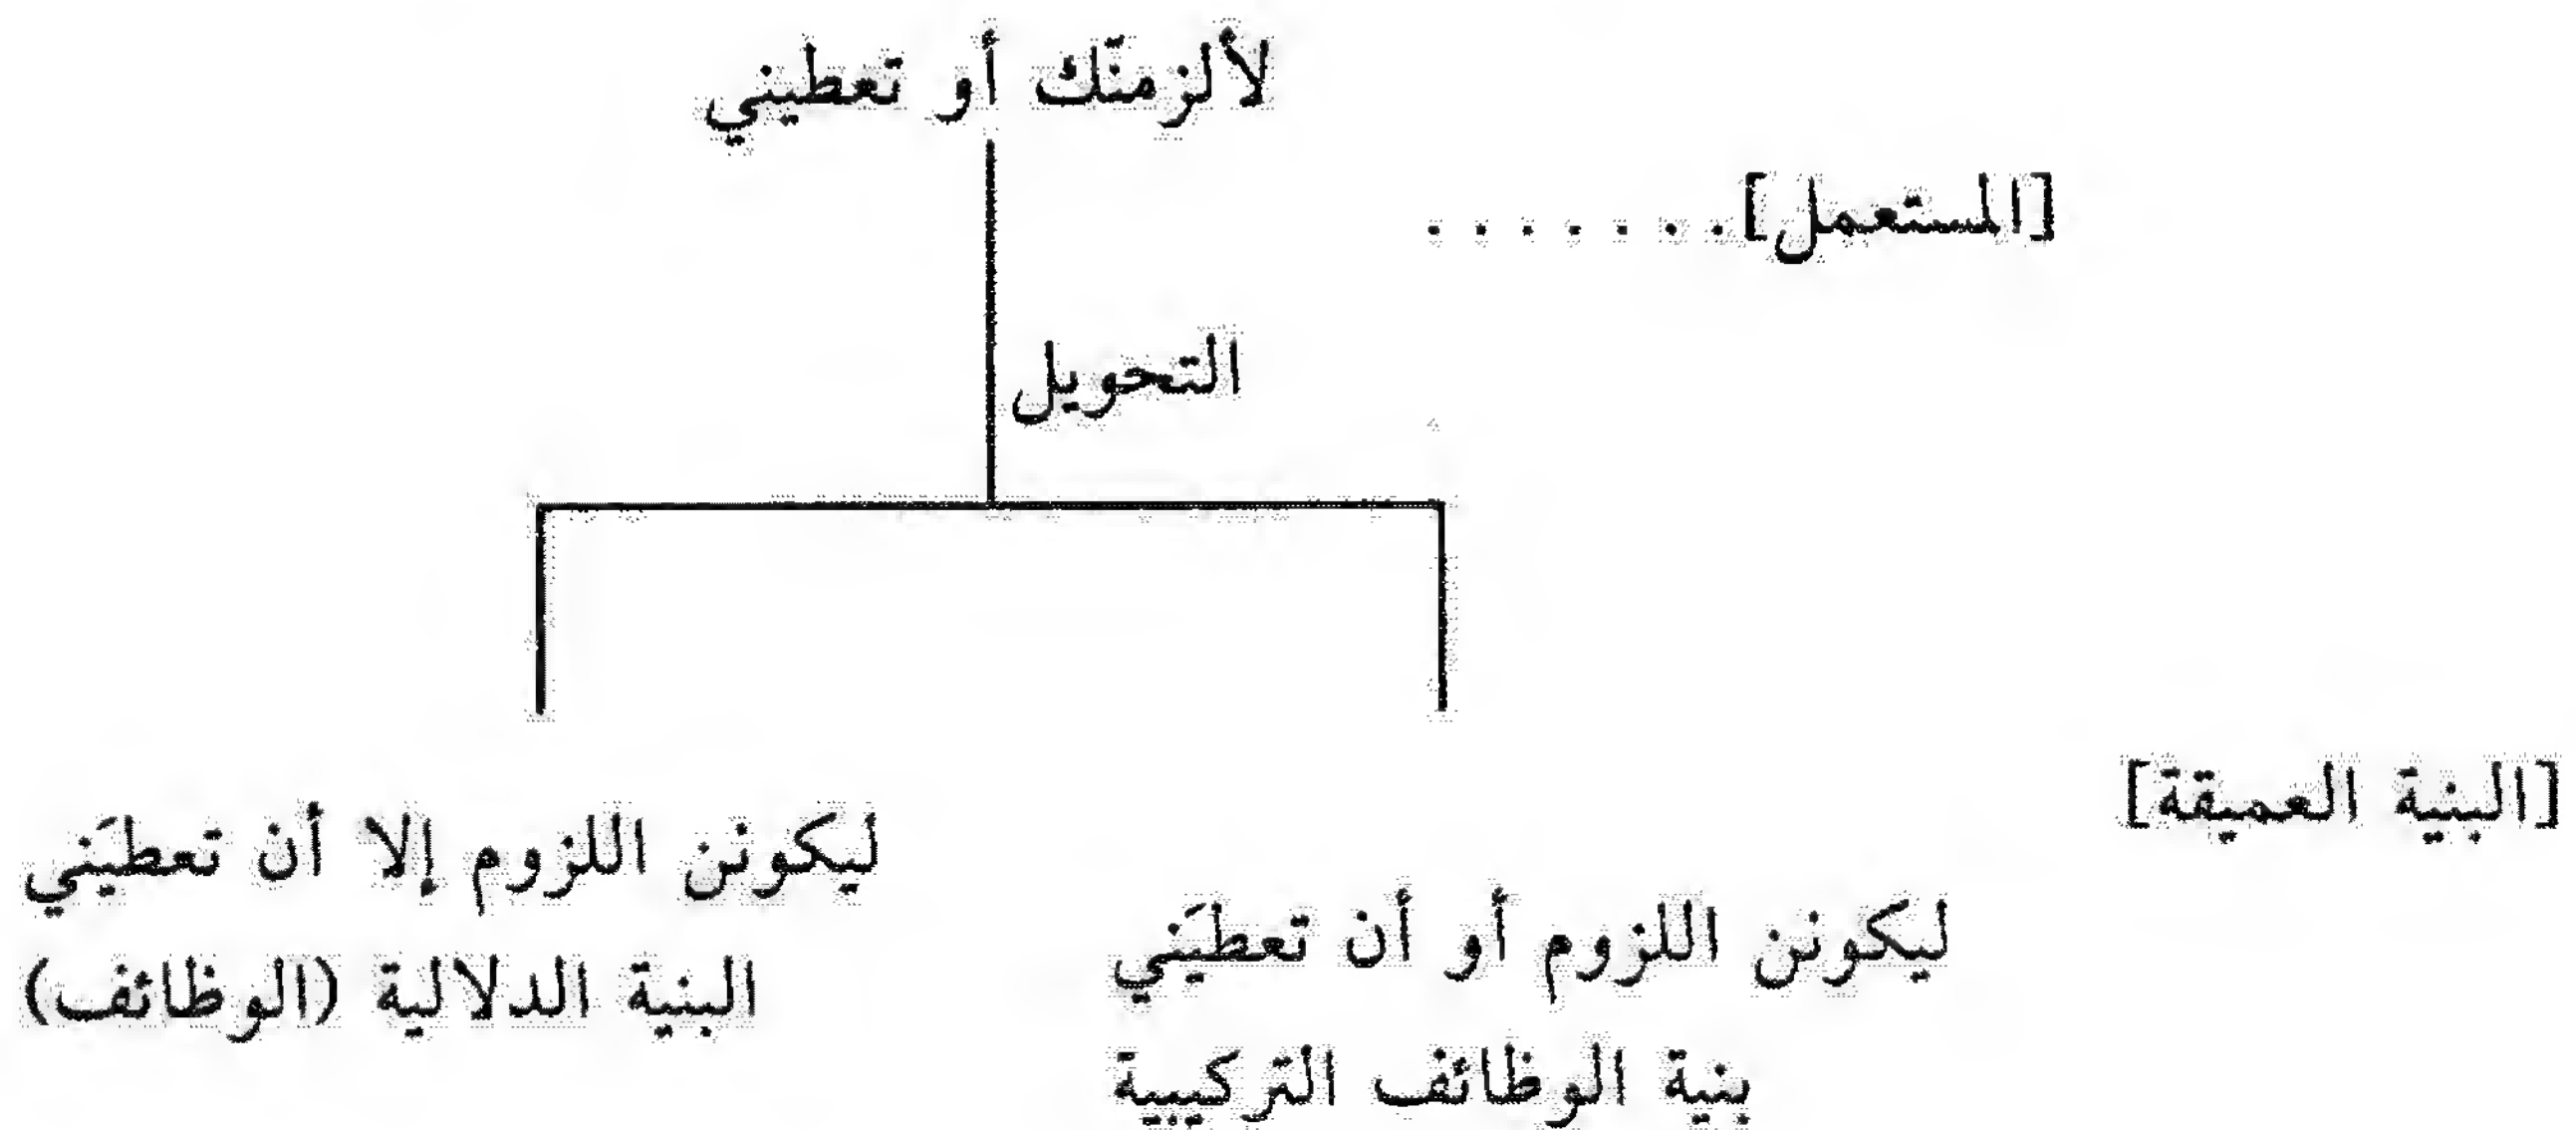 لألزمنّك أو تعطيني
[المستعمل] . . . . . . .
التحويل
[البنية العميقة]
ليكونن اللزوم أو أن تعطيَني
بنية الوظائف التركيبية
ليكونن اللزوم إلا أن تعطيَني
البنية الدلالية (الوظائف)